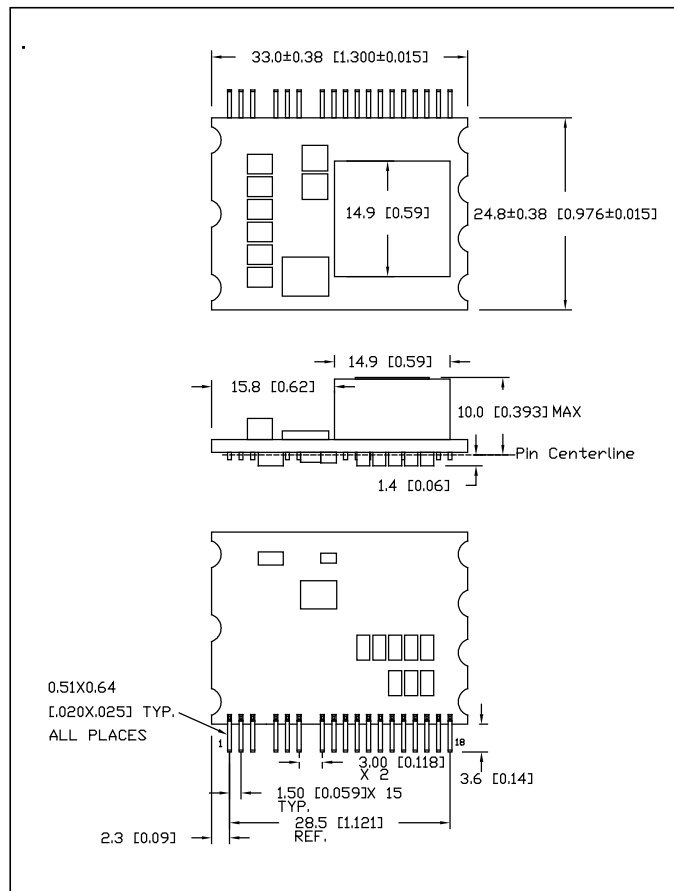 33.0±0.38 [1.300±0.015]
14.9 [0.59]
24.8±0.38 [0.976±0.015]
14.9 [0.59]
15.8 [0.62]
10.0 [0.393] MAX
Pin Centerline
1.4 [0.06]
0.51X0.64
[.020X.025] TYP.
ALL PLACES
1
18
3.00 [0.118]
X 2
3.6 [0.14]
1.50 [0.059]X 15
TYP.
28.5 [1.121]
REF.
2.3 [0.09]